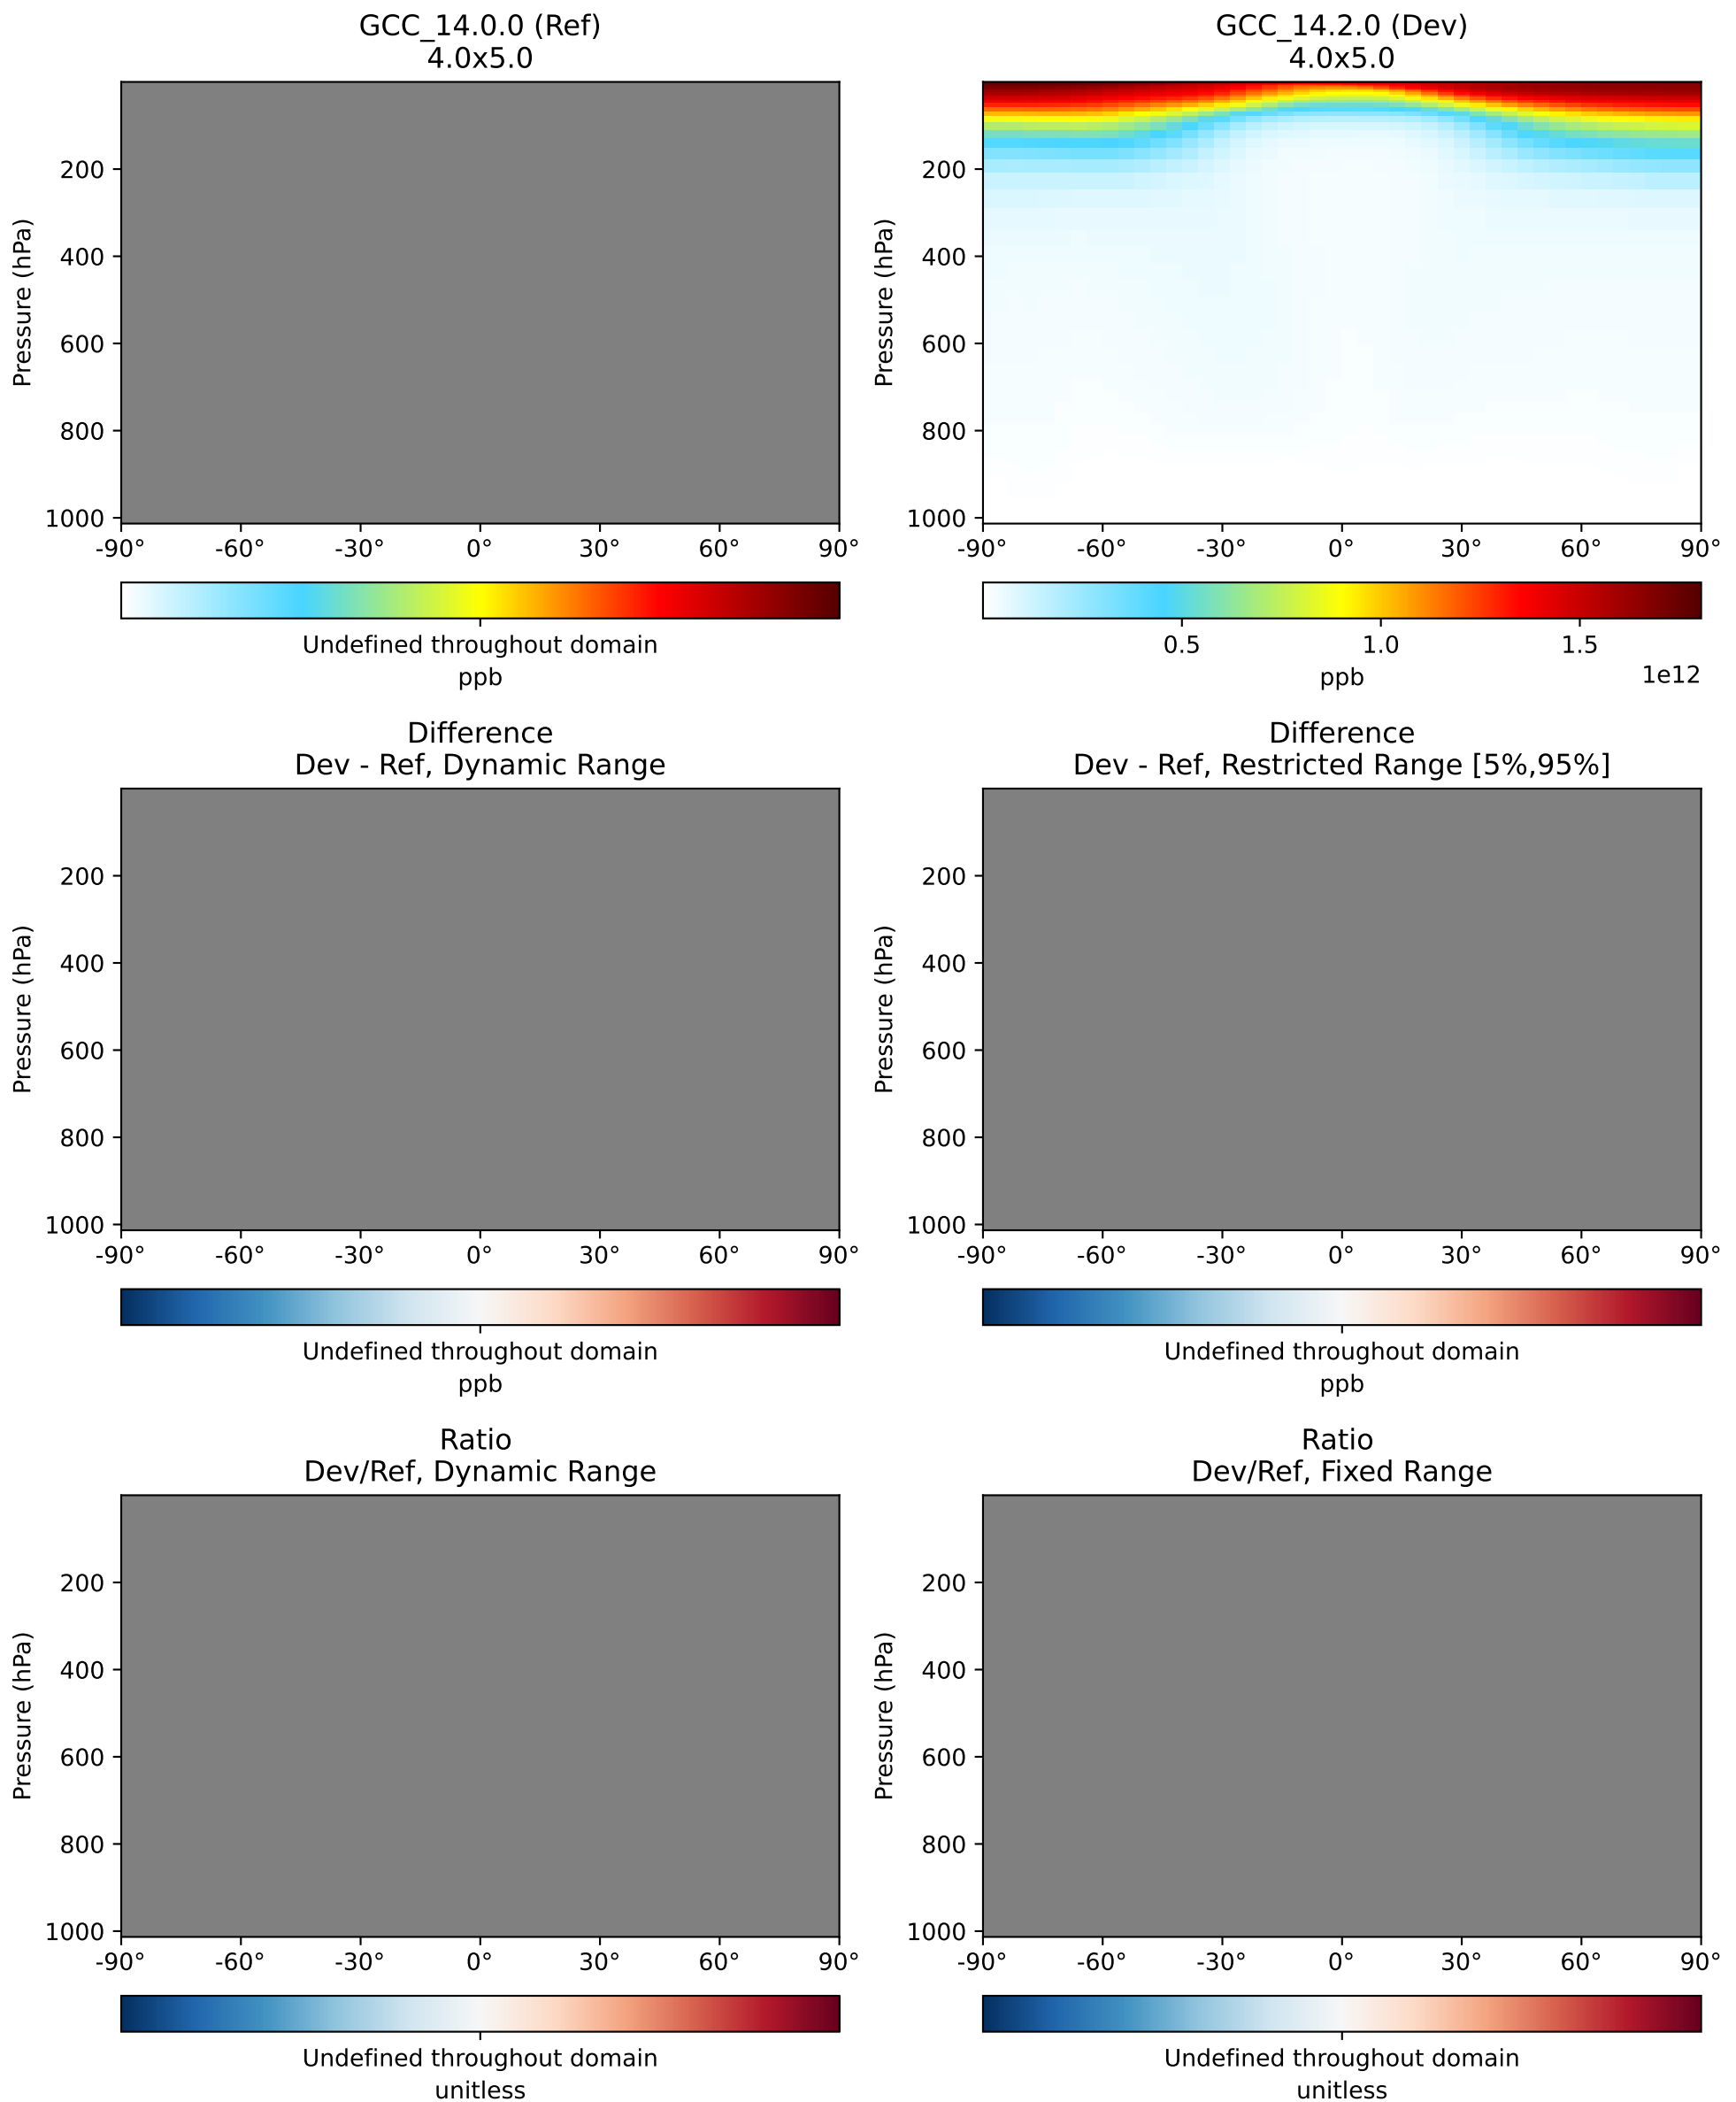 GCC_14.0.0 (Ref)
4.0x5.0
Pressure (hPa)
200
400
600
800
1000
-90° -60° -30° 0° 30° 60° 90°
Undefined throughout domain
ppb
GCC_14.2.0 (Dev)
4.0x5.0
Pressure (hPa)
200
400
600
800
1000
-90° -60° -30° 0° 30° 60° 90°
0.5 1.0 1.5
ppb
1e12
Difference
Dev - Ref, Dynamic Range
Pressure (hPa)
200
400
600
800
1000
-90° -60° -30° 0° 30° 60° 90°
Undefined throughout domain
ppb
Difference
Dev - Ref, Restricted Range [5%,95%]
Pressure (hPa)
200
400
600
800
1000
-90° -60° -30° 0° 30° 60° 90°
Undefined throughout domain
ppb
Ratio
Dev/Ref, Dynamic Range
Pressure (hPa)
200
400
600
800
1000
-90° -60° -30° 0° 30° 60° 90°
Undefined throughout domain
unitless
Ratio
Dev/Ref, Fixed Range
Pressure (hPa)
200
400
600
800
1000
-90° -60° -30° 0° 30° 60° 90°
Undefined throughout domain
unitless